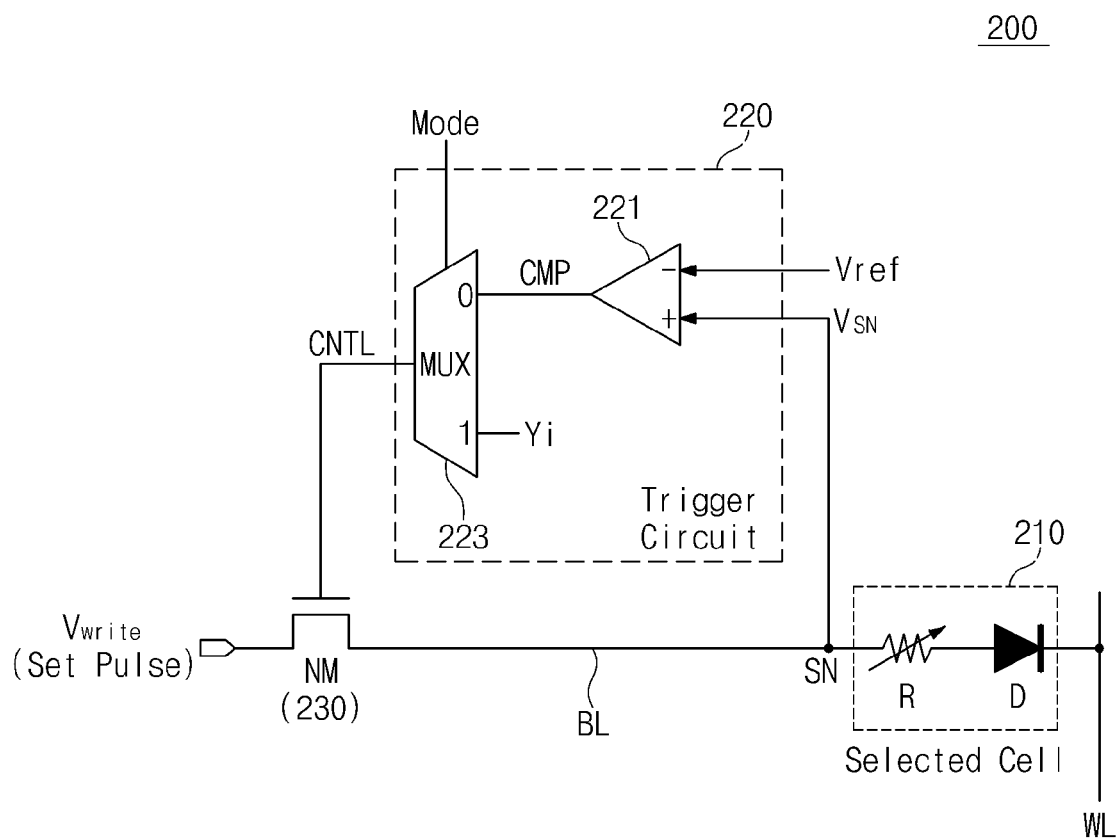 200
220
Mode
221
CMP
-
Vref
0
+
VSN
CNTL
MUX
1
Yi
Trigger
Circuit
223
210
Vwrite
(Set Pulse)
NM
(230)
BL
SN
R
D
Selected Cell
WL